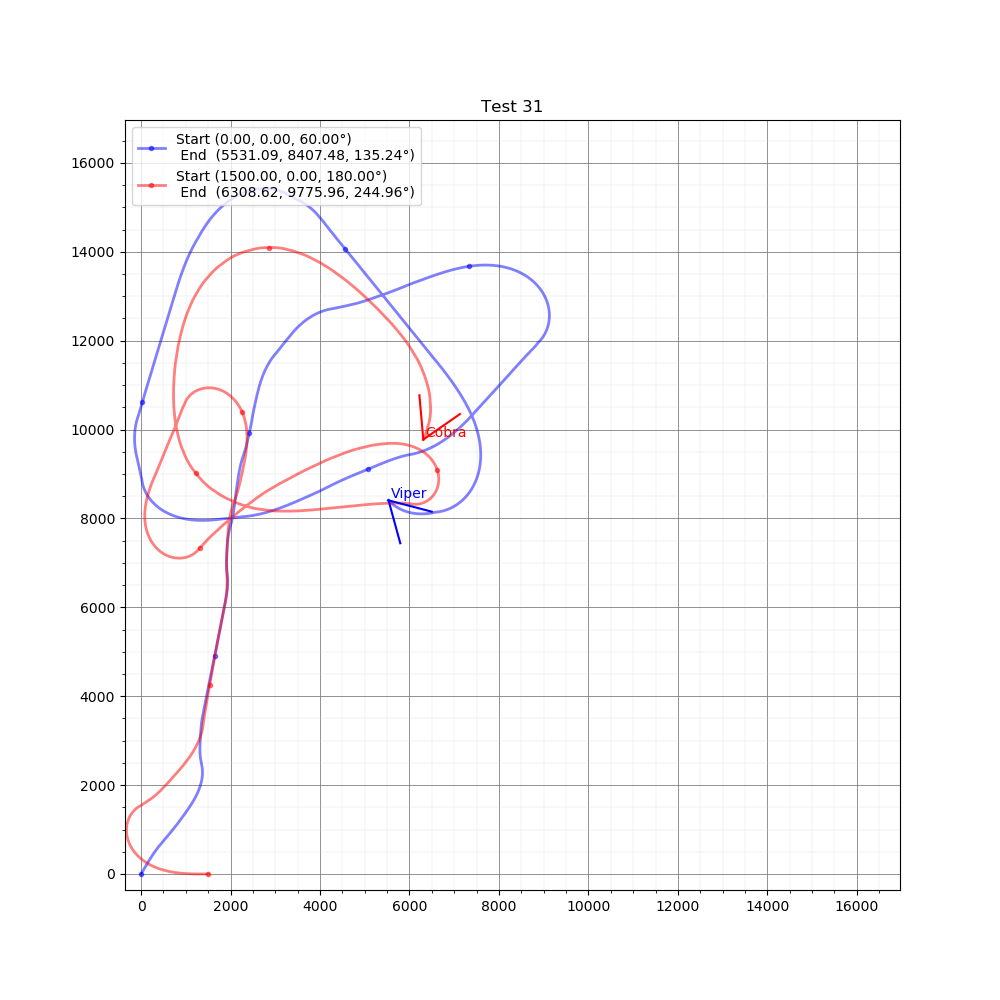 Test 31
Start (0.00, 0.00, 60.00°)
End (5531.09, 8407.48, 135.24°)
Start (1500.00, 0.00, 180.00°)
End (6308.62, 9775.96, 244.96°)
16000
14000
12000
10000
8000
6000
4000
2000
0
Cobra
Viper
0 2000 4000 6000 8000 10000 12000 14000 16000